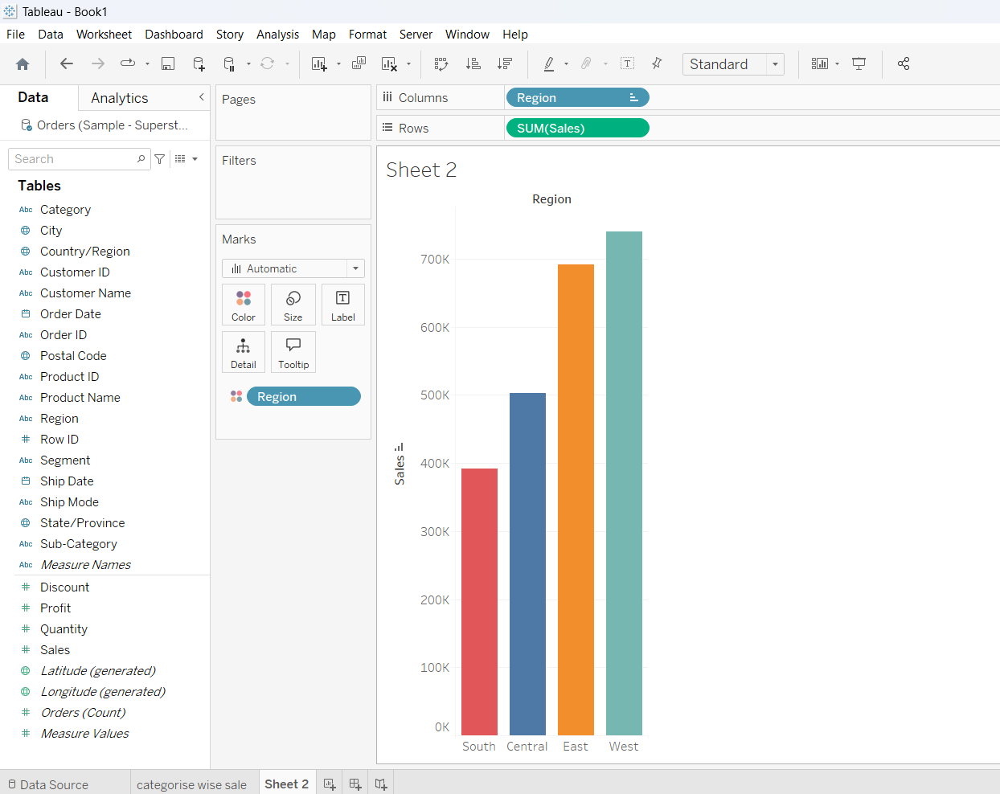 Tableau - Book1
File Data Worksheet Dashboard Story Analysis Map Format Server Window Help
Standard
Data Analytics
Orders (Sample - Superst...
Search
Tables
Abc Category
City
Country/Region
Abc Customer ID
Abc Customer Name
Order Date
Abc Order ID
Postal Code
Abc Product ID
Abc Product Name
Abc Region
# Row ID
Abc Segment
Ship Date
Abc Ship Mode
State/Province
Abc Sub-Category
Abc Measure Names
# Discount
# Profit
# Quantity
# Sales
Latitude (generated)
Longitude (generated)
# Orders (Count)
# Measure Values
Pages
Filters
Marks
Automatic
Color Size Label
Detail Tooltip
Region
Columns Region
Rows SUM(Sales)
Sheet 2
Region
700K
600K
500K
400K
300K
200K
100K
0K
Sales
South Central East West
Data Source categorise wise sale Sheet 2